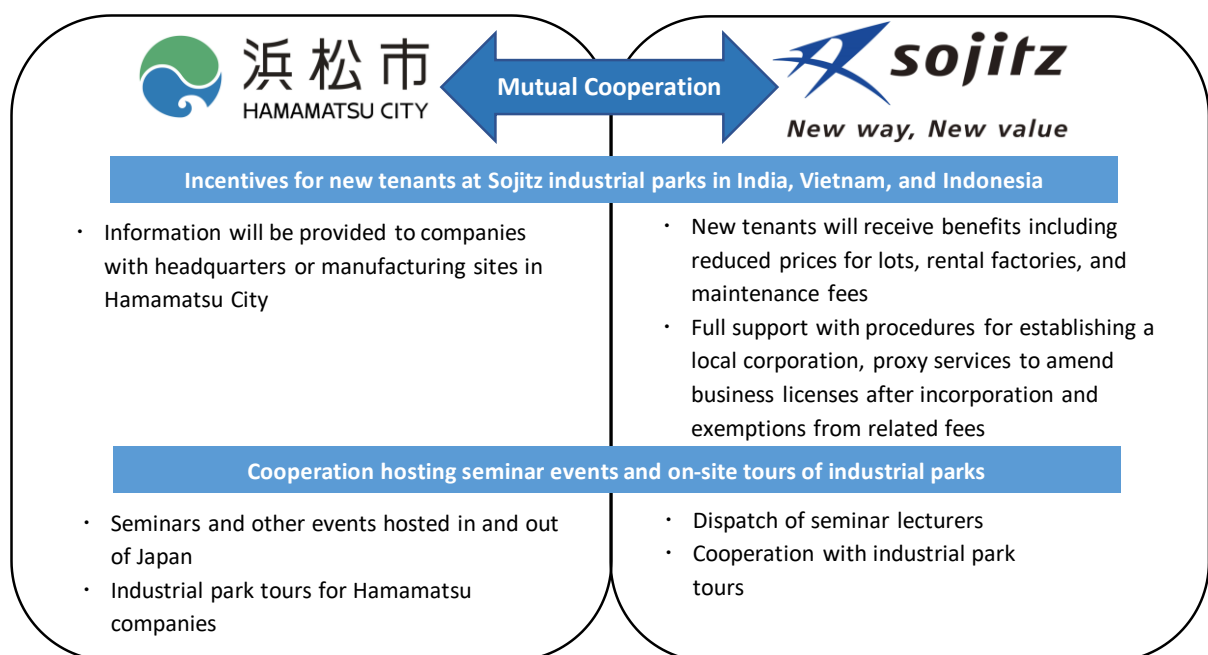 浜松市
HAMAMATSU CITY
Mutual Cooperation
sojitz
New way, New value
Incentives for new tenants at Sojitz industrial parks in India, Vietnam, and Indonesia
・ Information will be provided to companies
with headquarters or manufacturing sites in
Hamamatsu City
・ New tenants will receive benefits including
reduced prices for lots, rental factories, and
maintenance fees
・ Full support with procedures for establishing a
local corporation, proxy services to amend
business licenses after incorporation and
exemptions from related fees
Cooperation hosting seminar events and on-site tours of industrial parks
・ Seminars and other events hosted in and out
of Japan
・ Industrial park tours for Hamamatsu
companies
・ Dispatch of seminar lecturers
・ Cooperation with industrial park
tours